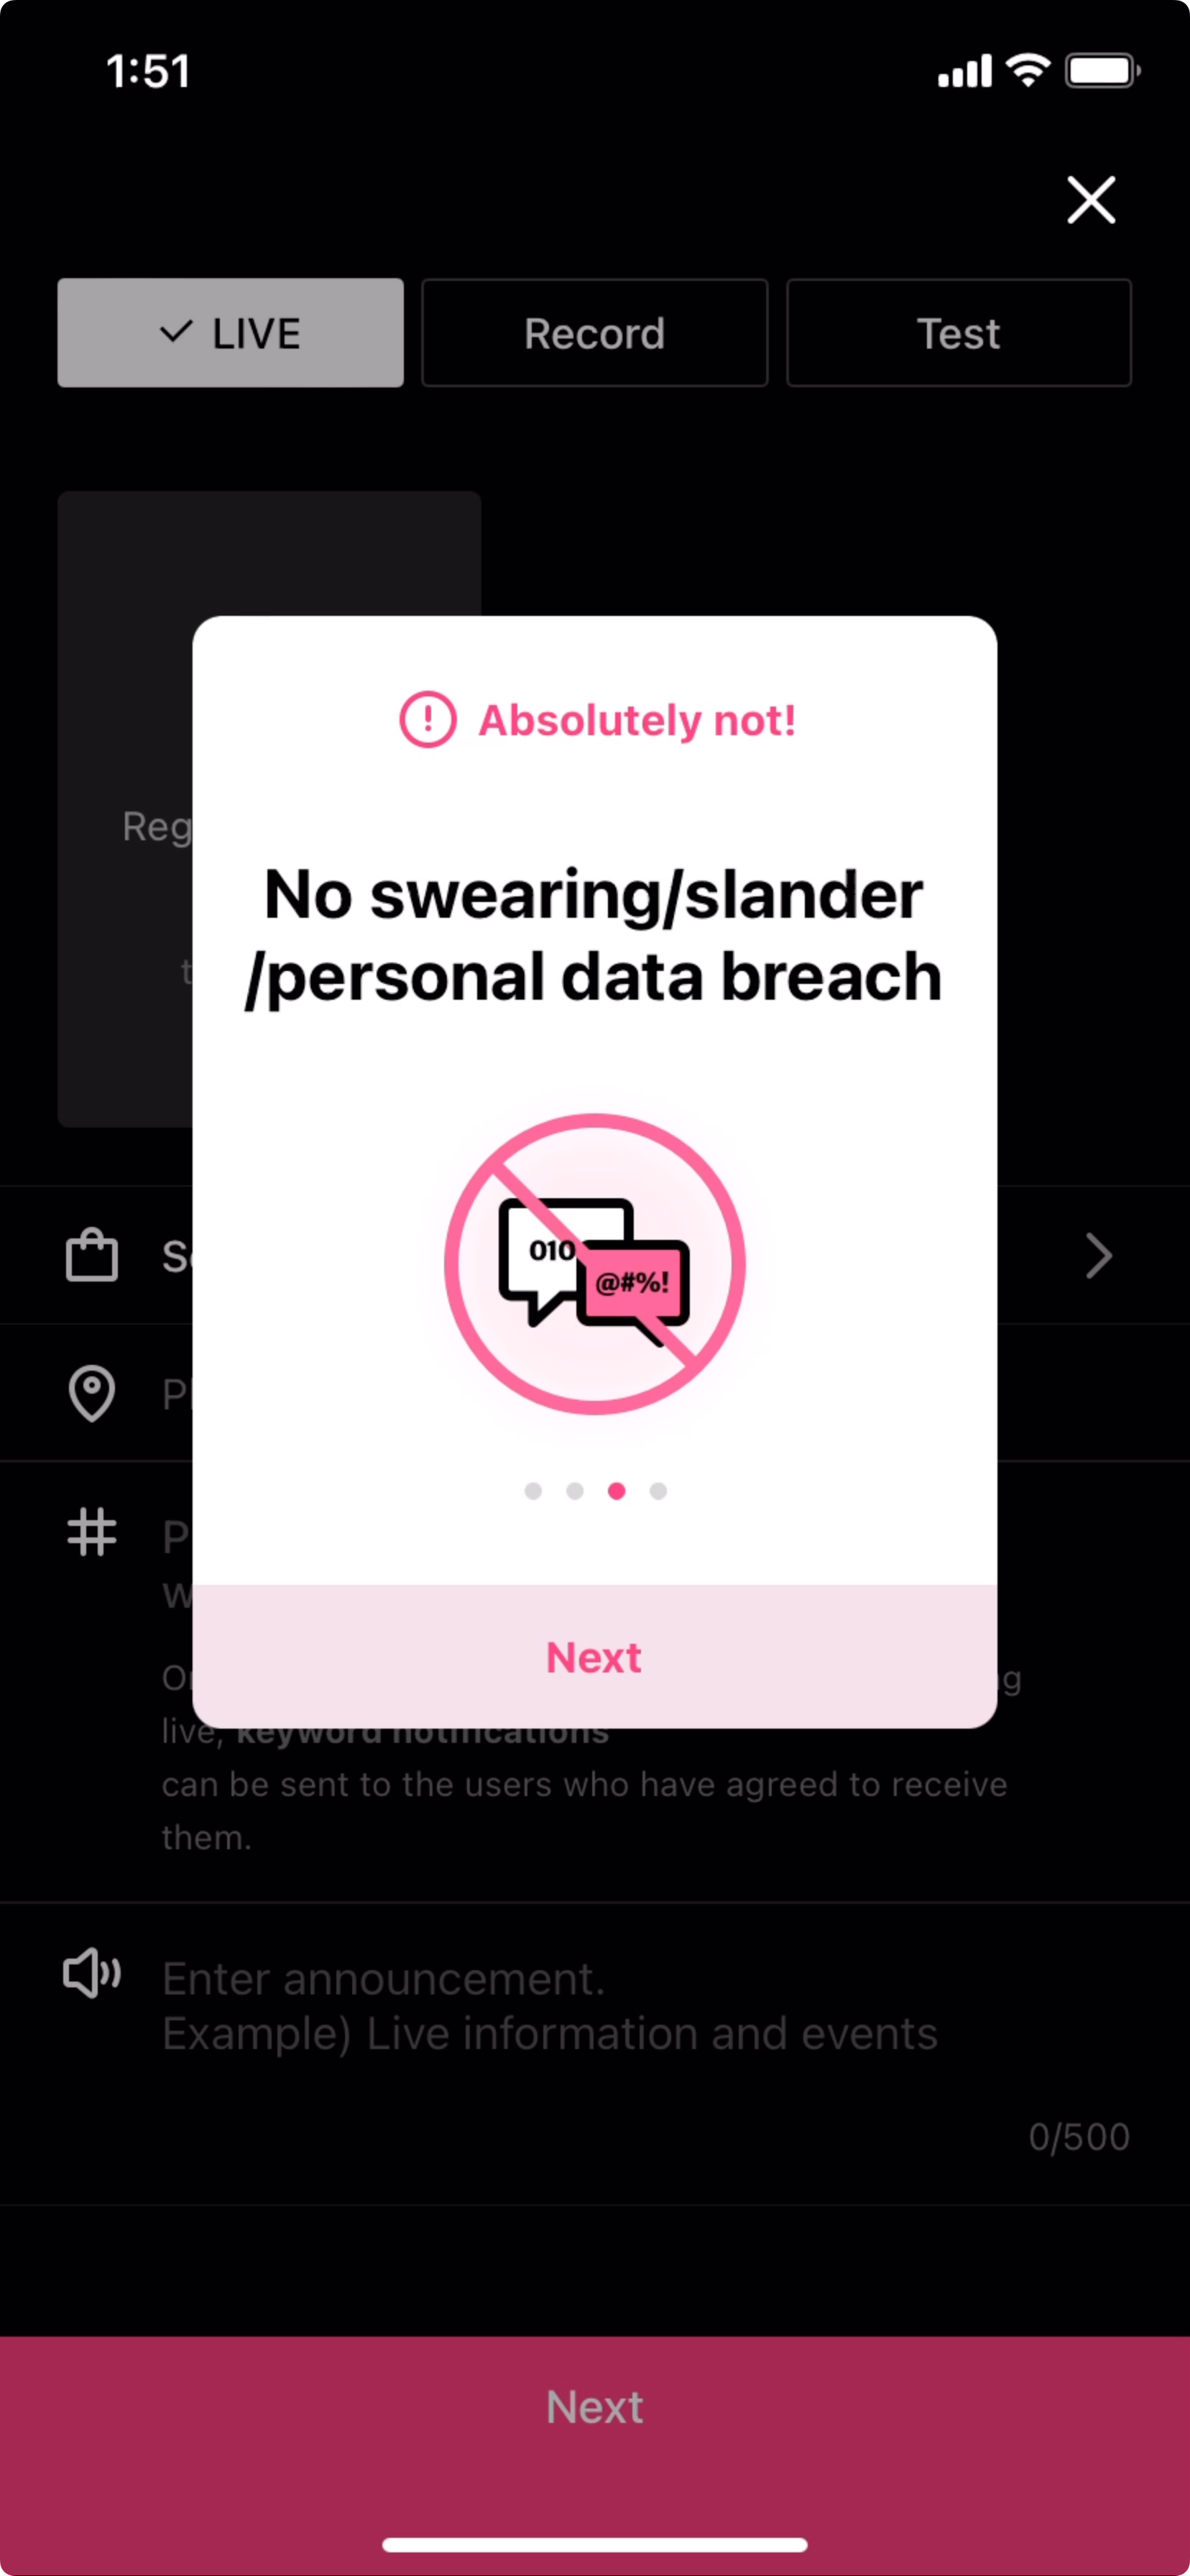 1:51
LIVE
Record
Test
Absolutely not!
No swearing/slander
/personal data breach
010
@#%!
Next
live, keyword notifications
can be sent to the users who have agreed to receive
them.
Enter announcement.
Example) Live information and events
0/500
Next